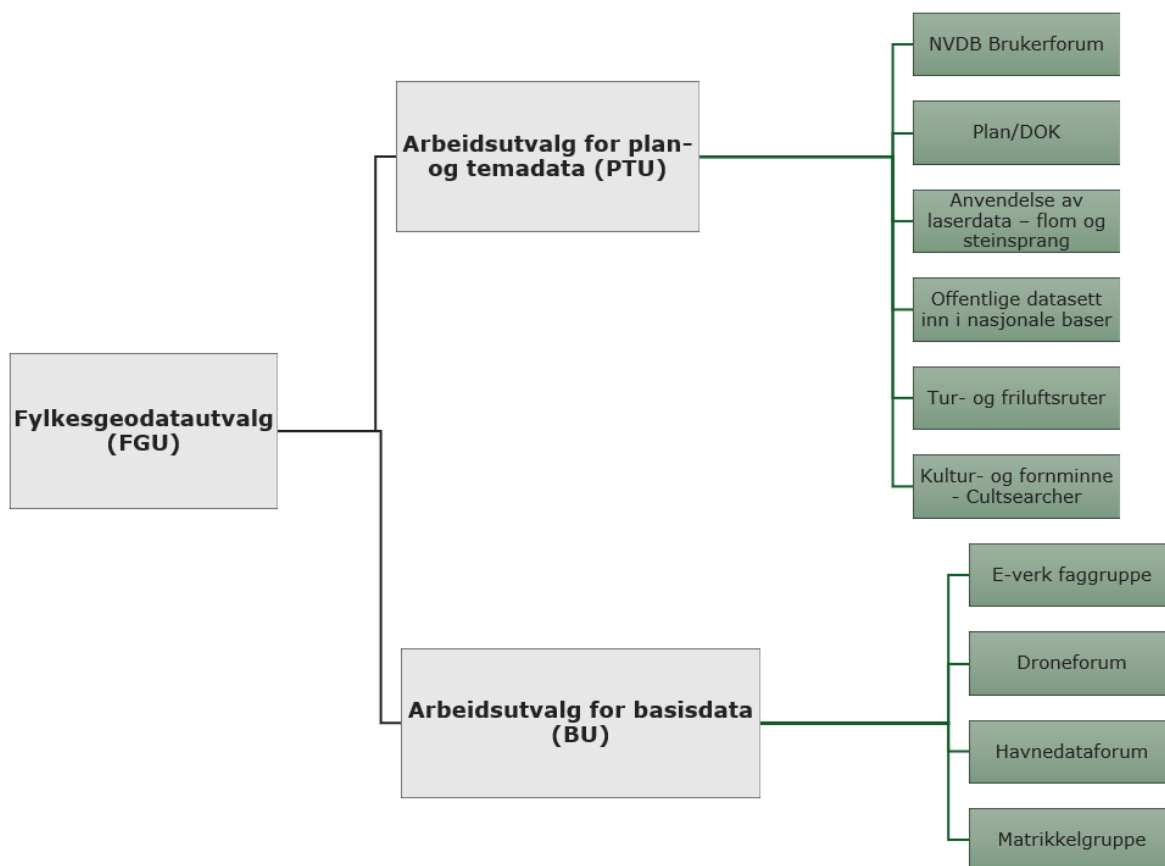 NVDB Brukerforum
Arbeidsutvalg for plan-
og temadata (PTU)
Plan/DOK
Anvendelse av
laserdata – flom og
steinsprang
Offentlige datasett
inn i nasjonale baser
Tur- og friluftsruter
Kultur- og fornminne
- Cultsearcher
Fylkesgeodatautvalg
(FGU)
Arbeidsutvalg for basisdata
(BU)
E-verk faggruppe
Droneforum
Havnedataforum
Matrikkelgruppe